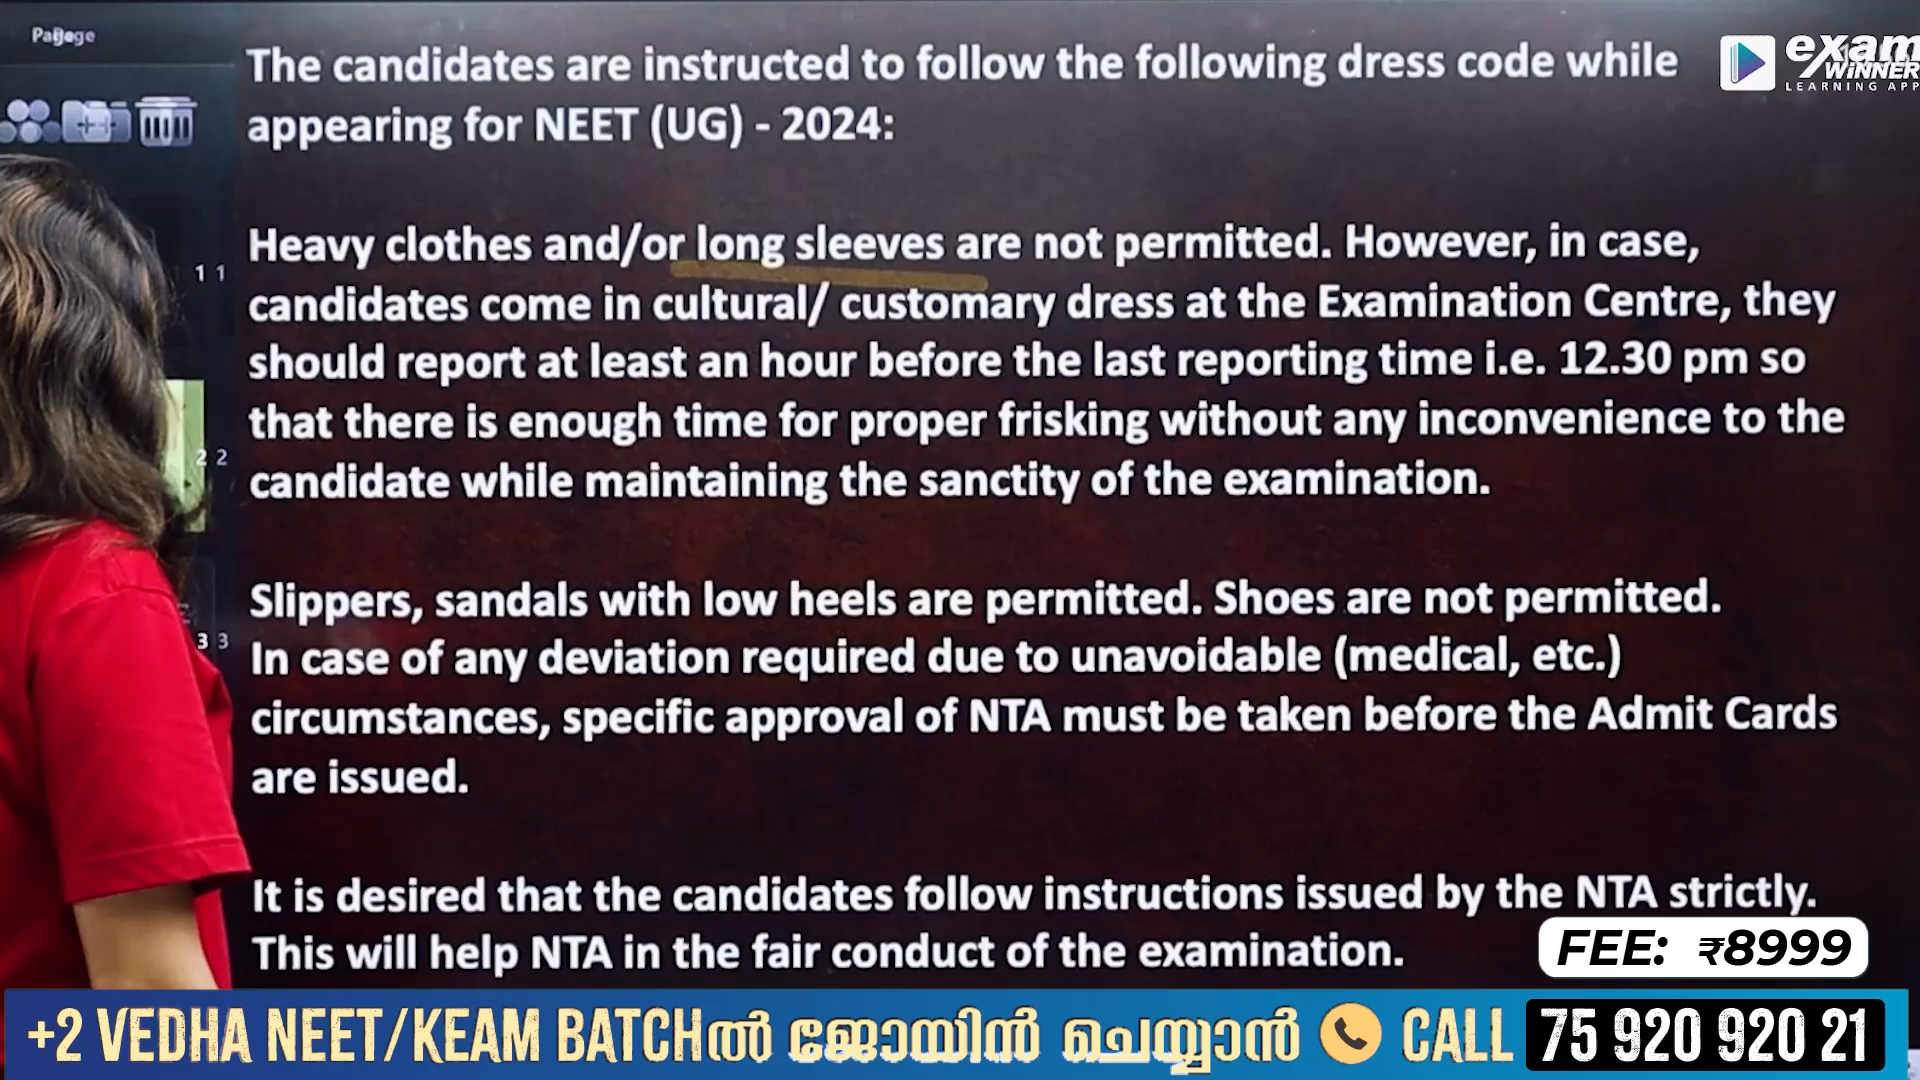 The candidates are instructed to follow the following dress code while
appearing for NEET (UG) - 2024:
exam
WiNNER
LEARNING APP
1 1
Heavy clothes and/or long sleeves are not permitted. However, in case,
candidates come in cultural/ customary dress at the Examination Centre, they
should report at least an hour before the last reporting time i.e. 12.30 pm so
2 2
that there is enough time for proper frisking without any inconvenience to the
candidate while maintaining the sanctity of the examination.
Slippers, sandals with low heels are permitted. Shoes are not permitted.
3 3
In case of any deviation required due to unavoidable (medical, etc.)
circumstances, specific approval of NTA must be taken before the Admit Cards
are issued.
It is desired that the candidates follow instructions issued by the NTA strictly.
This will help NTA in the fair conduct of the examination.
FEE: ₹8999
+2 VEDHA NEET/KEAM BATCHൽ ജോയിൻ ചെയ്യാൻ CALL 75 920 920 21